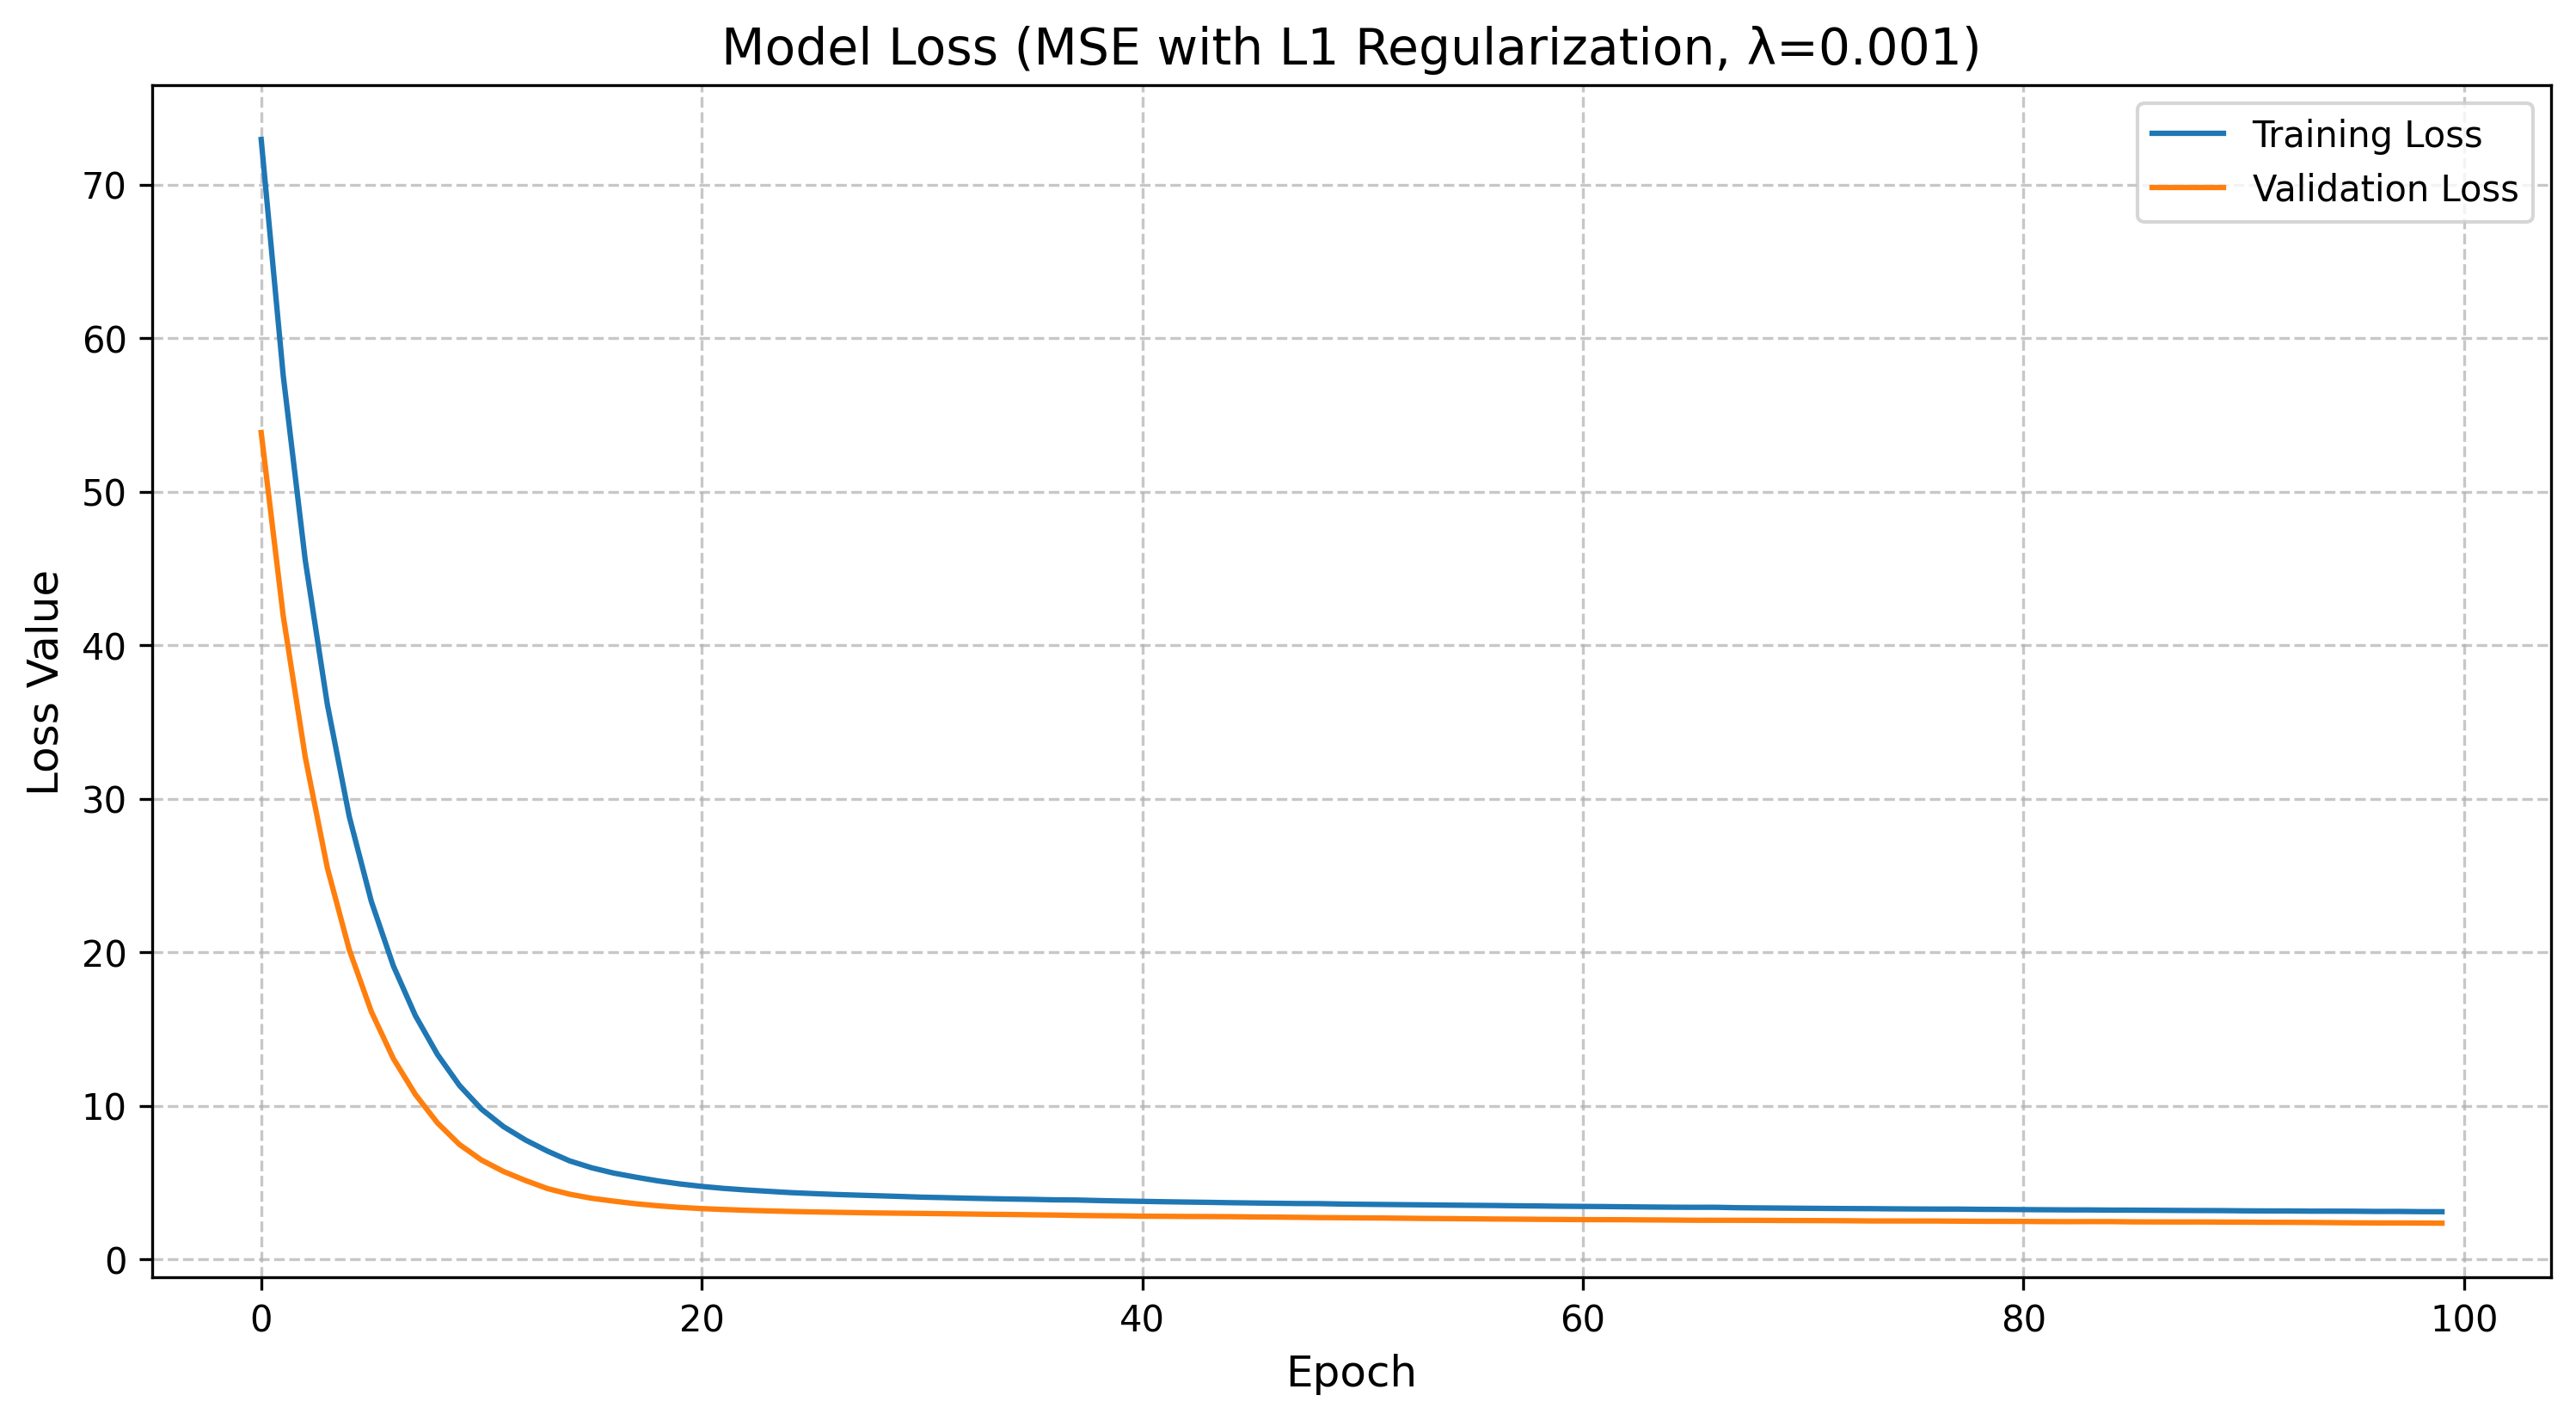 Model Loss (MSE with L1 Regularization, λ=0.001)
Training Loss
Validation Loss
70
60
50
40
30
20
10
0
Loss Value
0 20 40 60 80 100
Epoch